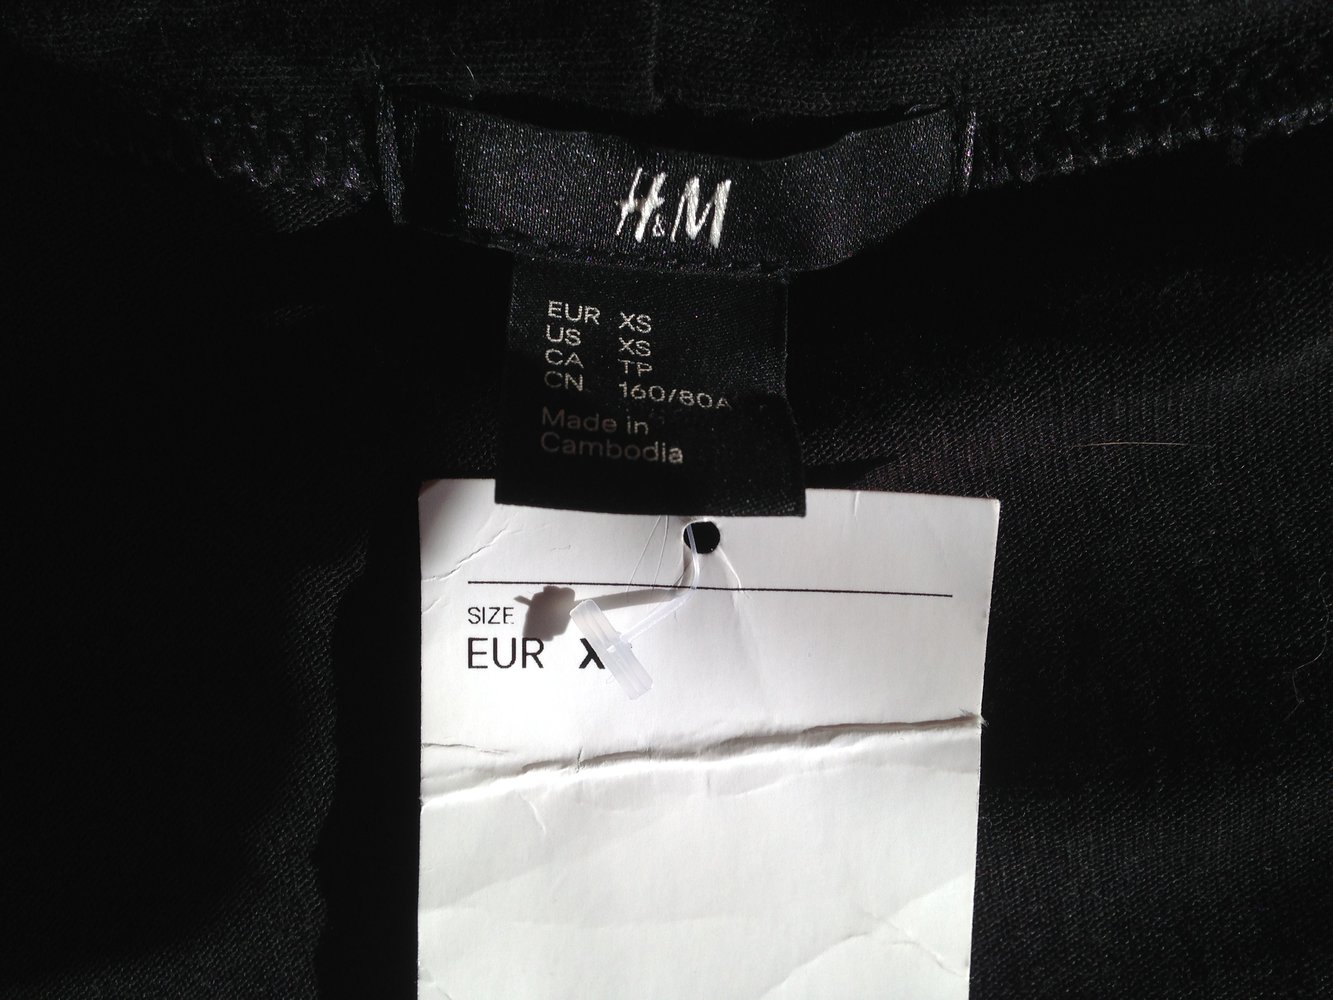 H&M
EUR XS
US XS
CA TP
CN 160/80A
Made in
Cambodia
SIZE
EUR X